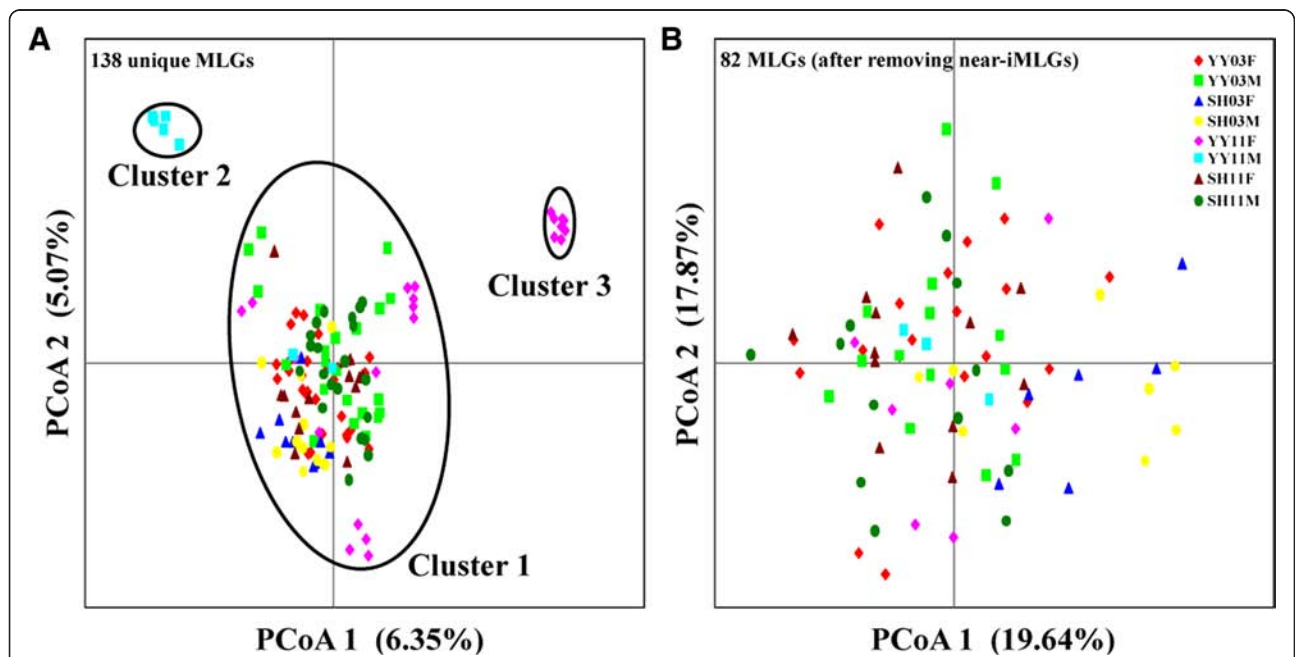 A
138 unique MLGs
Cluster 2
Cluster 3
Cluster 1
PCoA 2 (5.07%)
PCoA 1 (6.35%)
B
82 MLGs (after removing near-iMLGs)
YY03F
YY03M
SH03F
SH03M
YY11F
YY11M
SH11F
SH11M
PCoA 2 (17.87%)
PCoA 1 (19.64%)